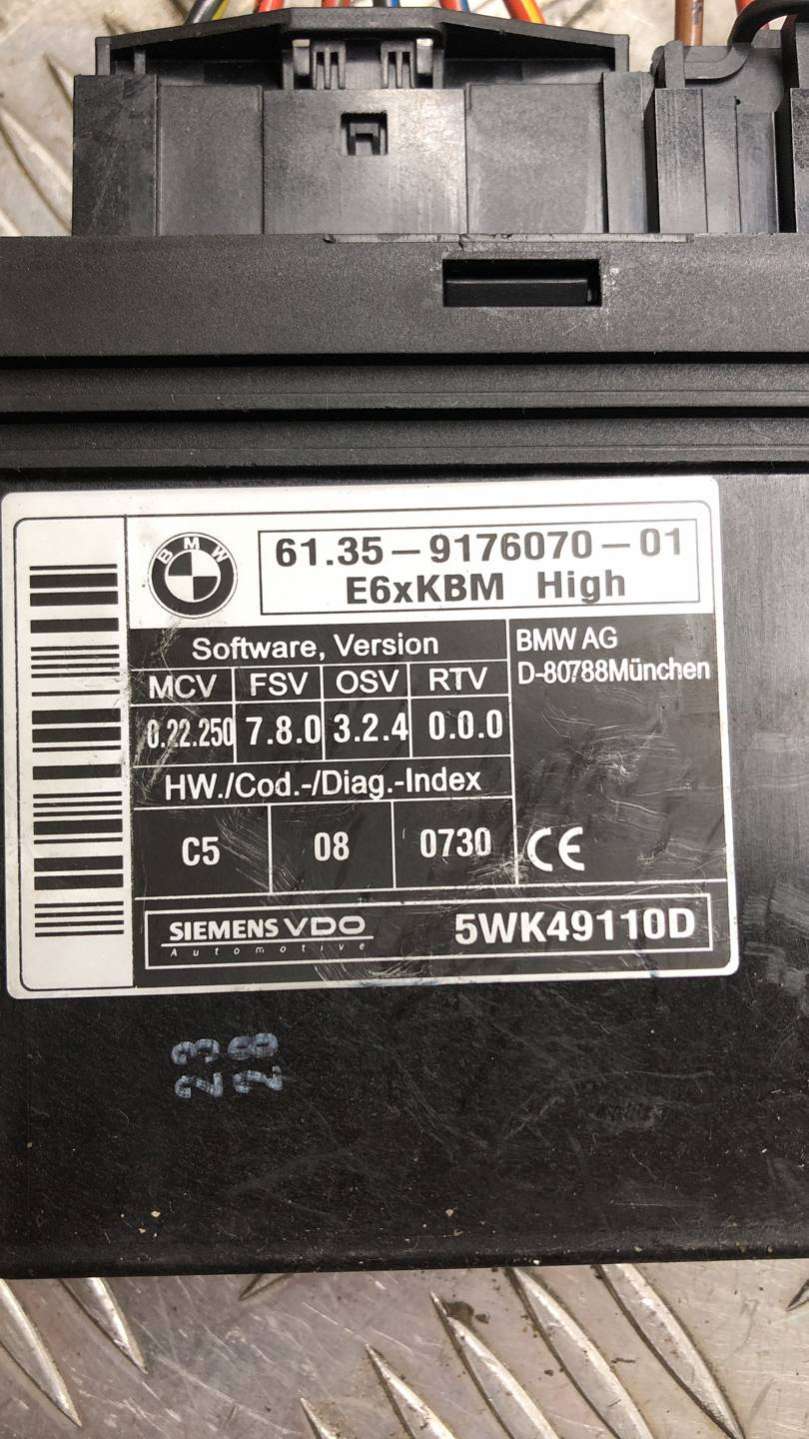 BMW
61.35-9176070-01
E6xKBM High
Software, Version
MCV FSV OSV RTV
0.22.250 7.8.0 3.2.4 0.0.0
HW./Cod.-/Diag.-Index
C5 08 0730
BMW AG
D-80788München
CE
SIEMENS VDO
Automotive
5WK49110D
23
28